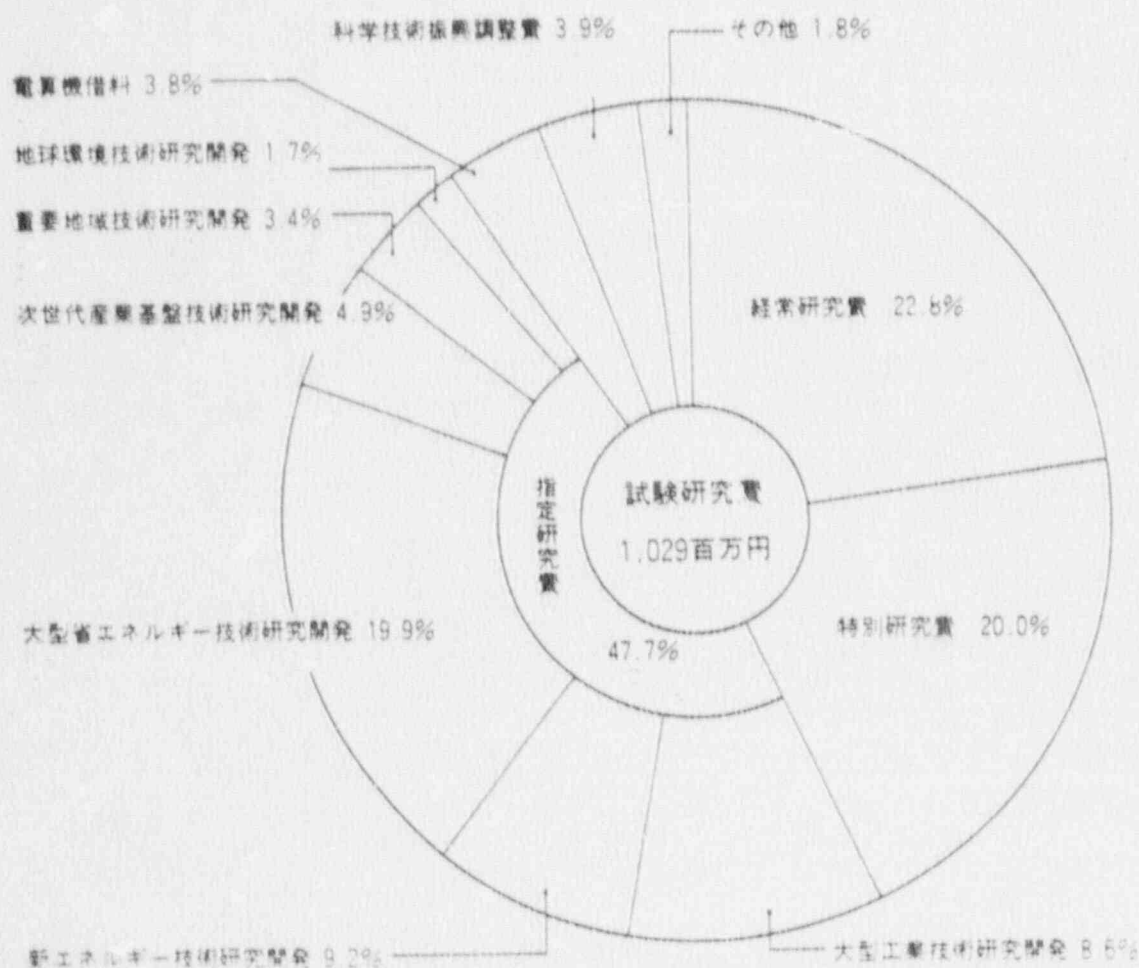 科学技術振興調整費 3.9%
その他 1.8%
電算機借料 3.8%
地球環境技術研究開発 1.7%
重要地域技術研究開発 3.4%
次世代産業基盤技術研究開発 4.9%
経常研究費 22.8%
指定研究費
47.7%
試験研究費
1,029百万円
大型省エネルギー技術研究開発 19.9%
特別研究費 20.0%
新エネルギー技術研究開発 9.2%
大型工業技術研究開発 8.6%